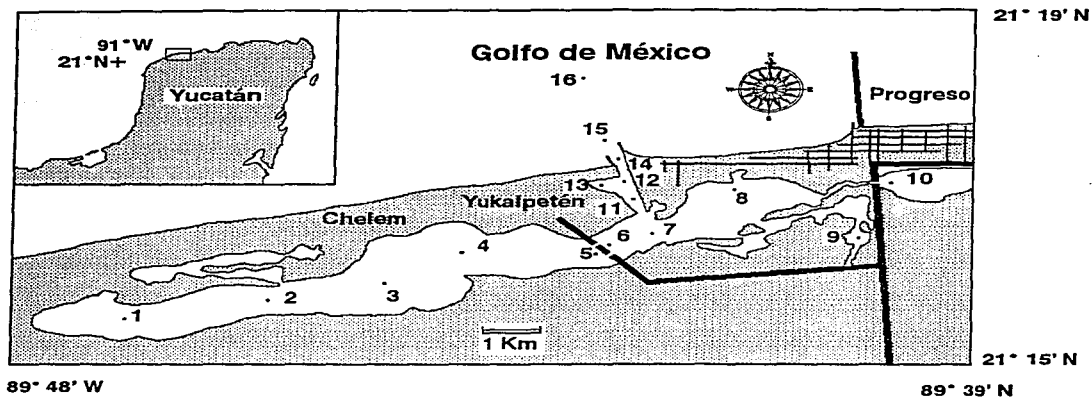 21° 19' N
91°W
21°N+
Golfo de México
16
Yucatán
Progreso
15
14
13
12
10
8
11
Yukalpetén
Chelem
9
7
6
4
5
3
2
1
1 Km
21° 15' N
89° 48' W
89° 39' N